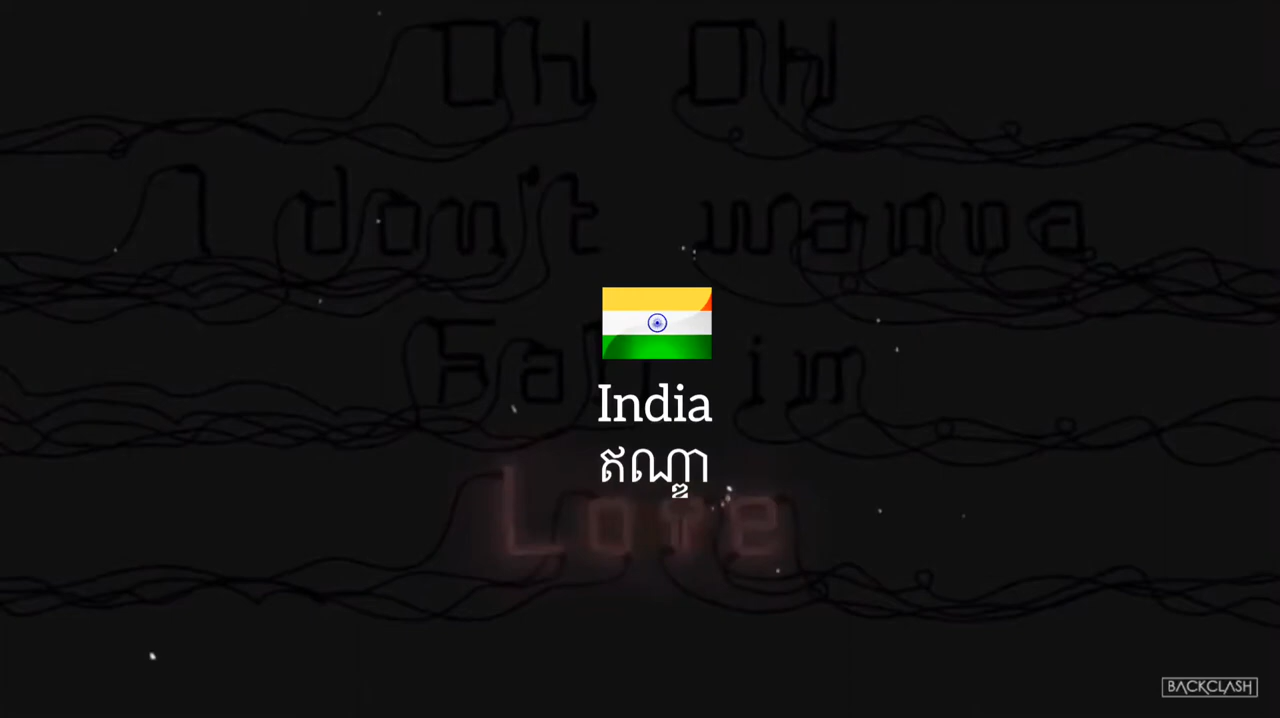 Oh Oh
I don't wanna
Fall in
India
ឥណ្ឌា
Love
BACKCLASH